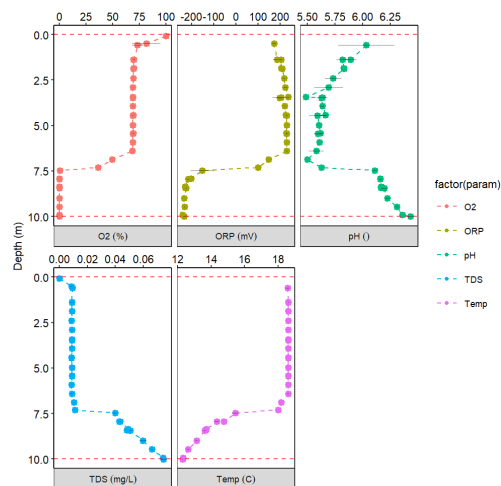 0 25 50 75 100
-200 0 200
5.50 5.75 6.00 6.25
0.0
2.5
5.0
7.5
10.0
O2 (%) ORP (mV) pH ()
factor(param)
O2
ORP
pH
TDS
Temp
Depth (m)
0.00 0.02 0.04 0.06
12 14 16 18
0.0
2.5
5.0
7.5
10.0
TDS (mg/L) Temp (C)